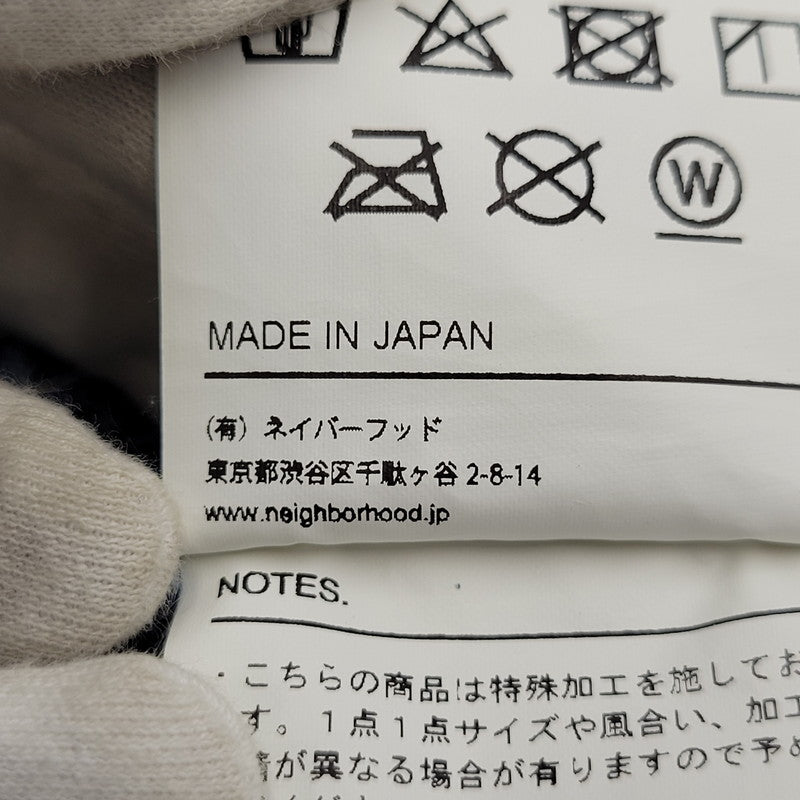 W
MADE IN JAPAN
(有) ネイバーフッド
東京都渋谷区千駄ヶ谷 2-8-14
www.neighborhood.jp
NOTES.
・こちらの商品は特殊加工を施してお
す。1点1点サイズや風合い、加工
が異なる場合が有りますので予め